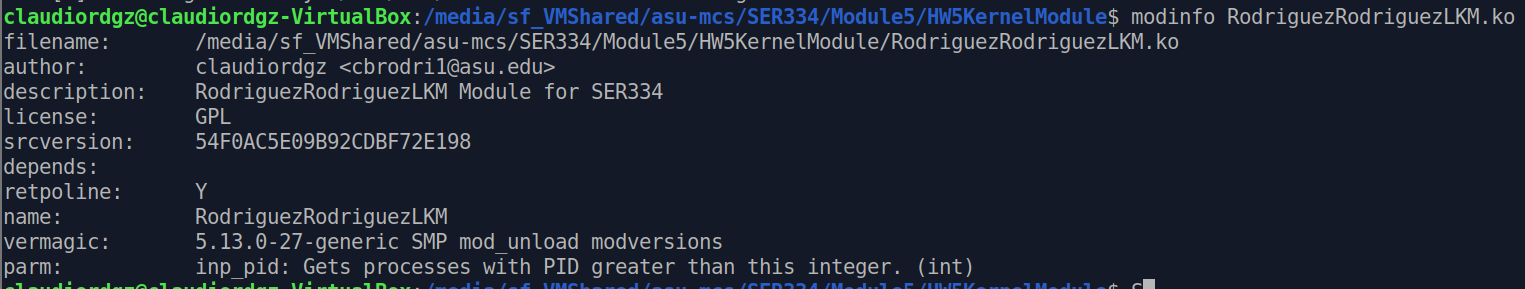 claudiordgz@claudiordgz-VirtualBox:/media/sf_VMShared/asu-mcs/SER334/Module5/HW5KernelModule$ modinfo RodriguezRodriguezLKM.ko
filename:       /media/sf_VMShared/asu-mcs/SER334/Module5/HW5KernelModule/RodriguezRodriguezLKM.ko
author:         claudiordgz <cbrodri1@asu.edu>
description:    RodriguezRodriguezLKM Module for SER334
license:        GPL
srcversion:     54F0AC5E09B92CDBF72E198
depends:
retpoline:      Y
name:           RodriguezRodriguezLKM
vermagic:       5.13.0-27-generic SMP mod_unload modversions
parm:           inp_pid: Gets processes with PID greater than this integer. (int)
claudiordgz@claudiordgz-VirtualBox:/media/sf_VMShared/asu-mcs/SER334/Module5/HW5KernelModule$